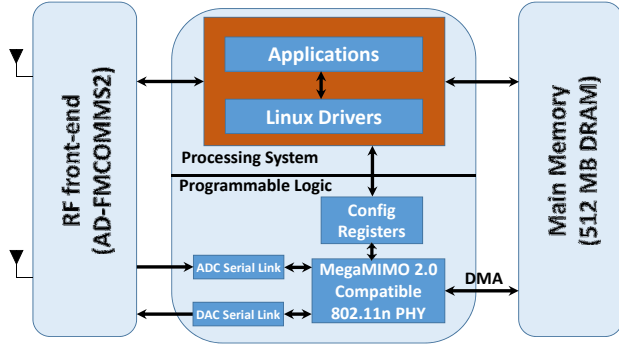 RF front-end
(AD-FMCOMMS2)
Applications
Linux Drivers
Processing System
Programmable Logic
Config
Registers
ADC Serial Link
DAC Serial Link
MegaMIMO 2.0
Compatible
802.11n PHY
DMA
Main Memory
(512 MB DRAM)